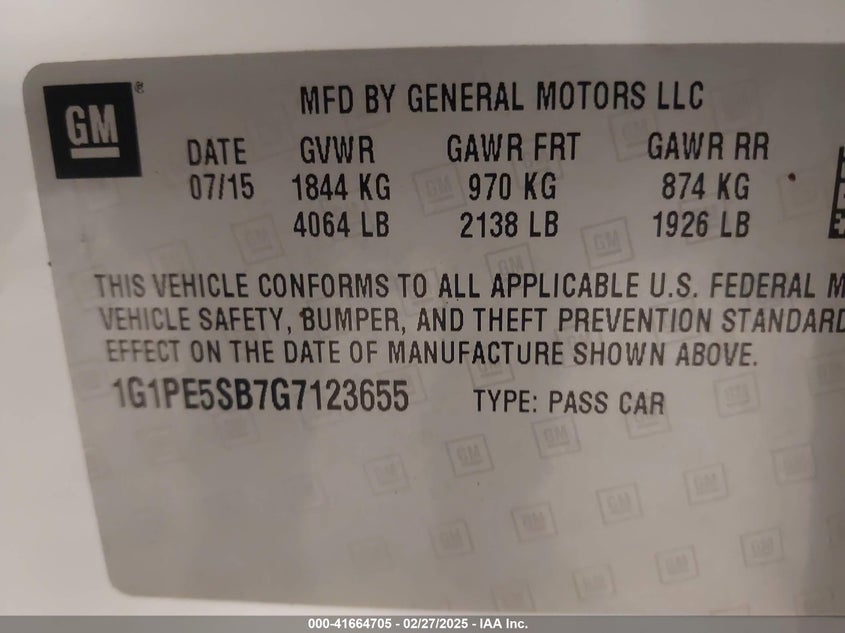 GM ®
MFD BY GENERAL MOTORS LLC
DATE GVWR GAWR FRT GAWR RR
07/15 1844 KG 970 KG 874 KG
4064 LB 2138 LB 1926 LB
THIS VEHICLE CONFORMS TO ALL APPLICABLE U.S. FEDERAL M
VEHICLE SAFETY, BUMPER, AND THEFT PREVENTION STANDARD
EFFECT ON THE DATE OF MANUFACTURE SHOWN ABOVE.
1G1PE5SB7G7123655 TYPE: PASS CAR
000-41664705 / 02/27/2025 - IAA Inc.